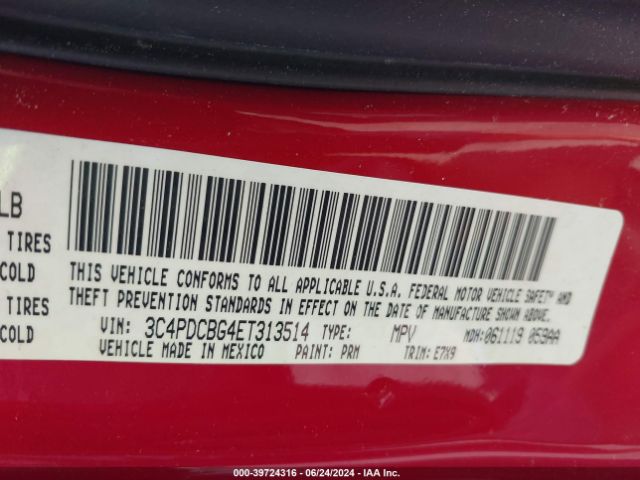 LB
TIRES
COLD
TIRES
COLD
THIS VEHICLE CONFORMS TO ALL APPLICABLE U.S.A. FEDERAL MOTOR VEHICLE SAFETY AND
THEFT PREVENTION STANDARDS IN EFFECT ON THE DATE OF MANUFACTURE SHOWN ABOVE.
VIN: 3C4PDCBG4ET313514 TYPE: MPV MDH: 061119 059AA
VEHICLE MADE IN MEXICO PAINT: PRM TRIM: E7X9
© - 39724316 - 06/24/2024 - IAA Inc.